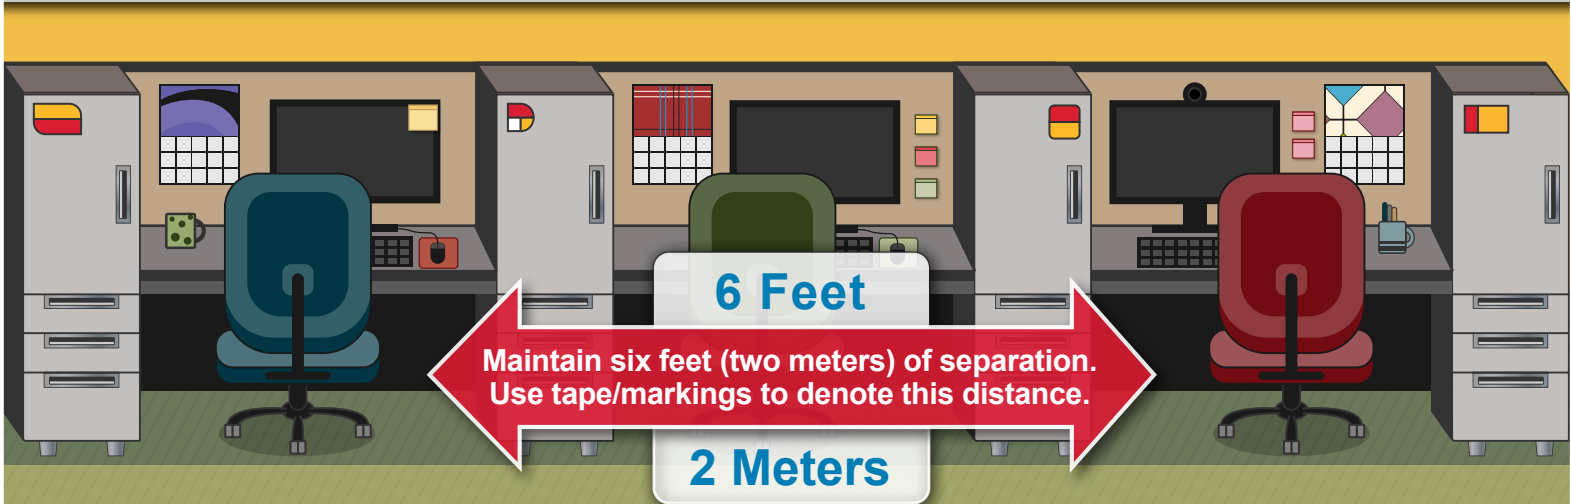 6 Feet
Maintain six feet (two meters) of separation.
Use tape/markings to denote this distance.
2 Meters